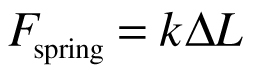 F_spring = kΔL